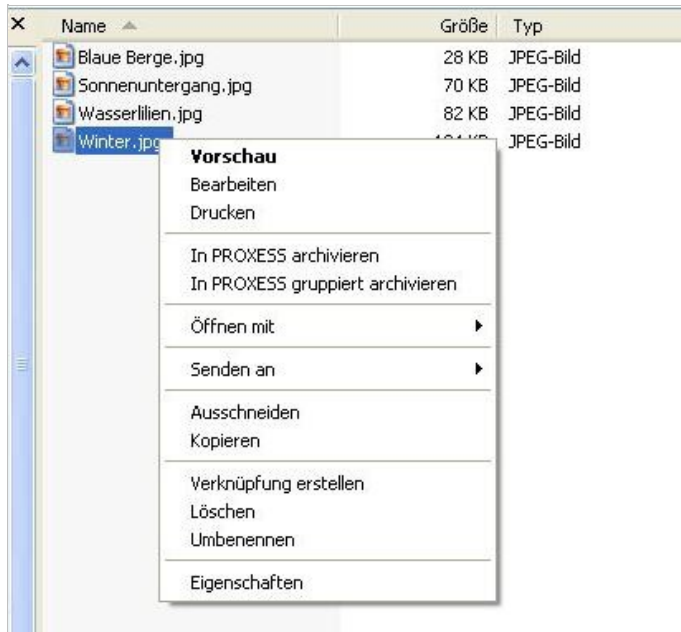 Name Größe Typ
Blaue Berge.jpg 28 KB JPEG-Bild
Sonnenuntergang.jpg 70 KB JPEG-Bild
Wasserlilien.jpg 82 KB JPEG-Bild
Winter.jpg JPEG-Bild
Vorschau
Bearbeiten
Drucken
In PROXESS archivieren
In PROXESS gruppiert archivieren
Öffnen mit
Senden an
Ausschneiden
Kopieren
Verknüpfung erstellen
Löschen
Umbenennen
Eigenschaften